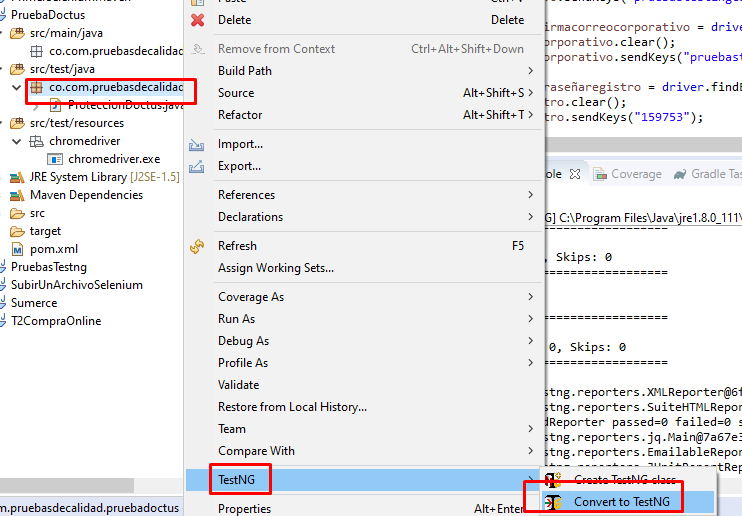 PruebaDoctus
src/main/java
co.com.pruebasdecalidad
src/test/java
co.com.pruebasdecalidad
ProteccionDoctus.java
src/test/resources
chromedriver
chromedriver.exe
JRE System Library [J2SE-1.5]
Maven Dependencies
src
target
pom.xml
PruebasTestng
SubirUnArchivoSelenium
Sumerce
T2CompraOnline
m.pruebasdecalidad.pruebadoctus
Delete Delete
Remove from Context Ctrl+Alt+Shift+Down
Build Path
Source Alt+Shift+S
Refactor Alt+Shift+T
Import...
Export...
References
Declarations
Refresh F5
Assign Working Sets...
Coverage As
Run As
Debug As
Profile As
Validate
Restore from Local History...
Team
Compare With
TestNG
Properties Alt+Enter
Create TestNG class
Convert to TestNG
irmacorreocorporativo = driv
orporativo.clear();
orporativo.sendKeys("pruebast
raseñaregistro = driver.findE
tro.clear();
tro.sendKeys("159753");
ole Coverage Gradle Tas
G] C:\Program Files\Java\jre1.8.0_111\
==================
, Skips: 0
==================
==================
0, Skips: 0
==================
stng.reporters.XMLReporter@6f
stng.reporters.SuiteHTMLRepor
dReporter passed=0 failed=0 s
stng.reporters.jq.Main@7a67e3
stng.reporters.EmailableRepor